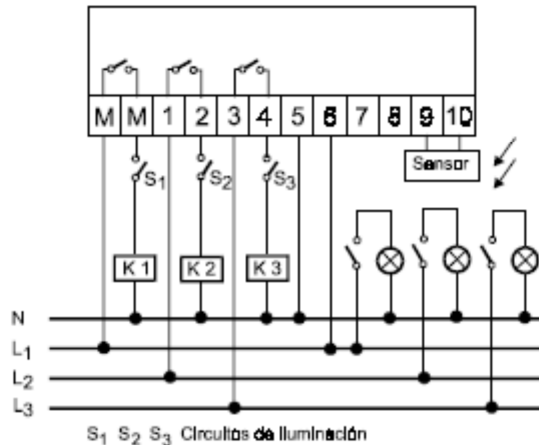 M M 1 2 3 4 5 6 7 8 9 10
Sensor
S1 S2 S3
K 1 K 2 K 3
N
L1
L2
L3
S1 S2 S3 Circuitos de iluminación